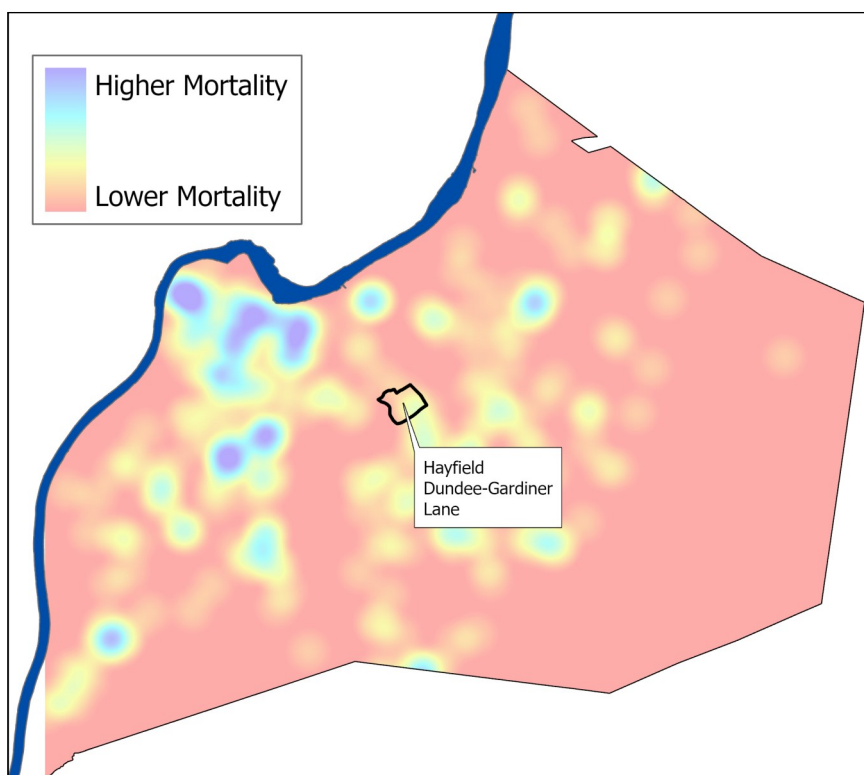 Higher Mortality
Lower Mortality
Hayfield
Dundee-Gardiner
Lane